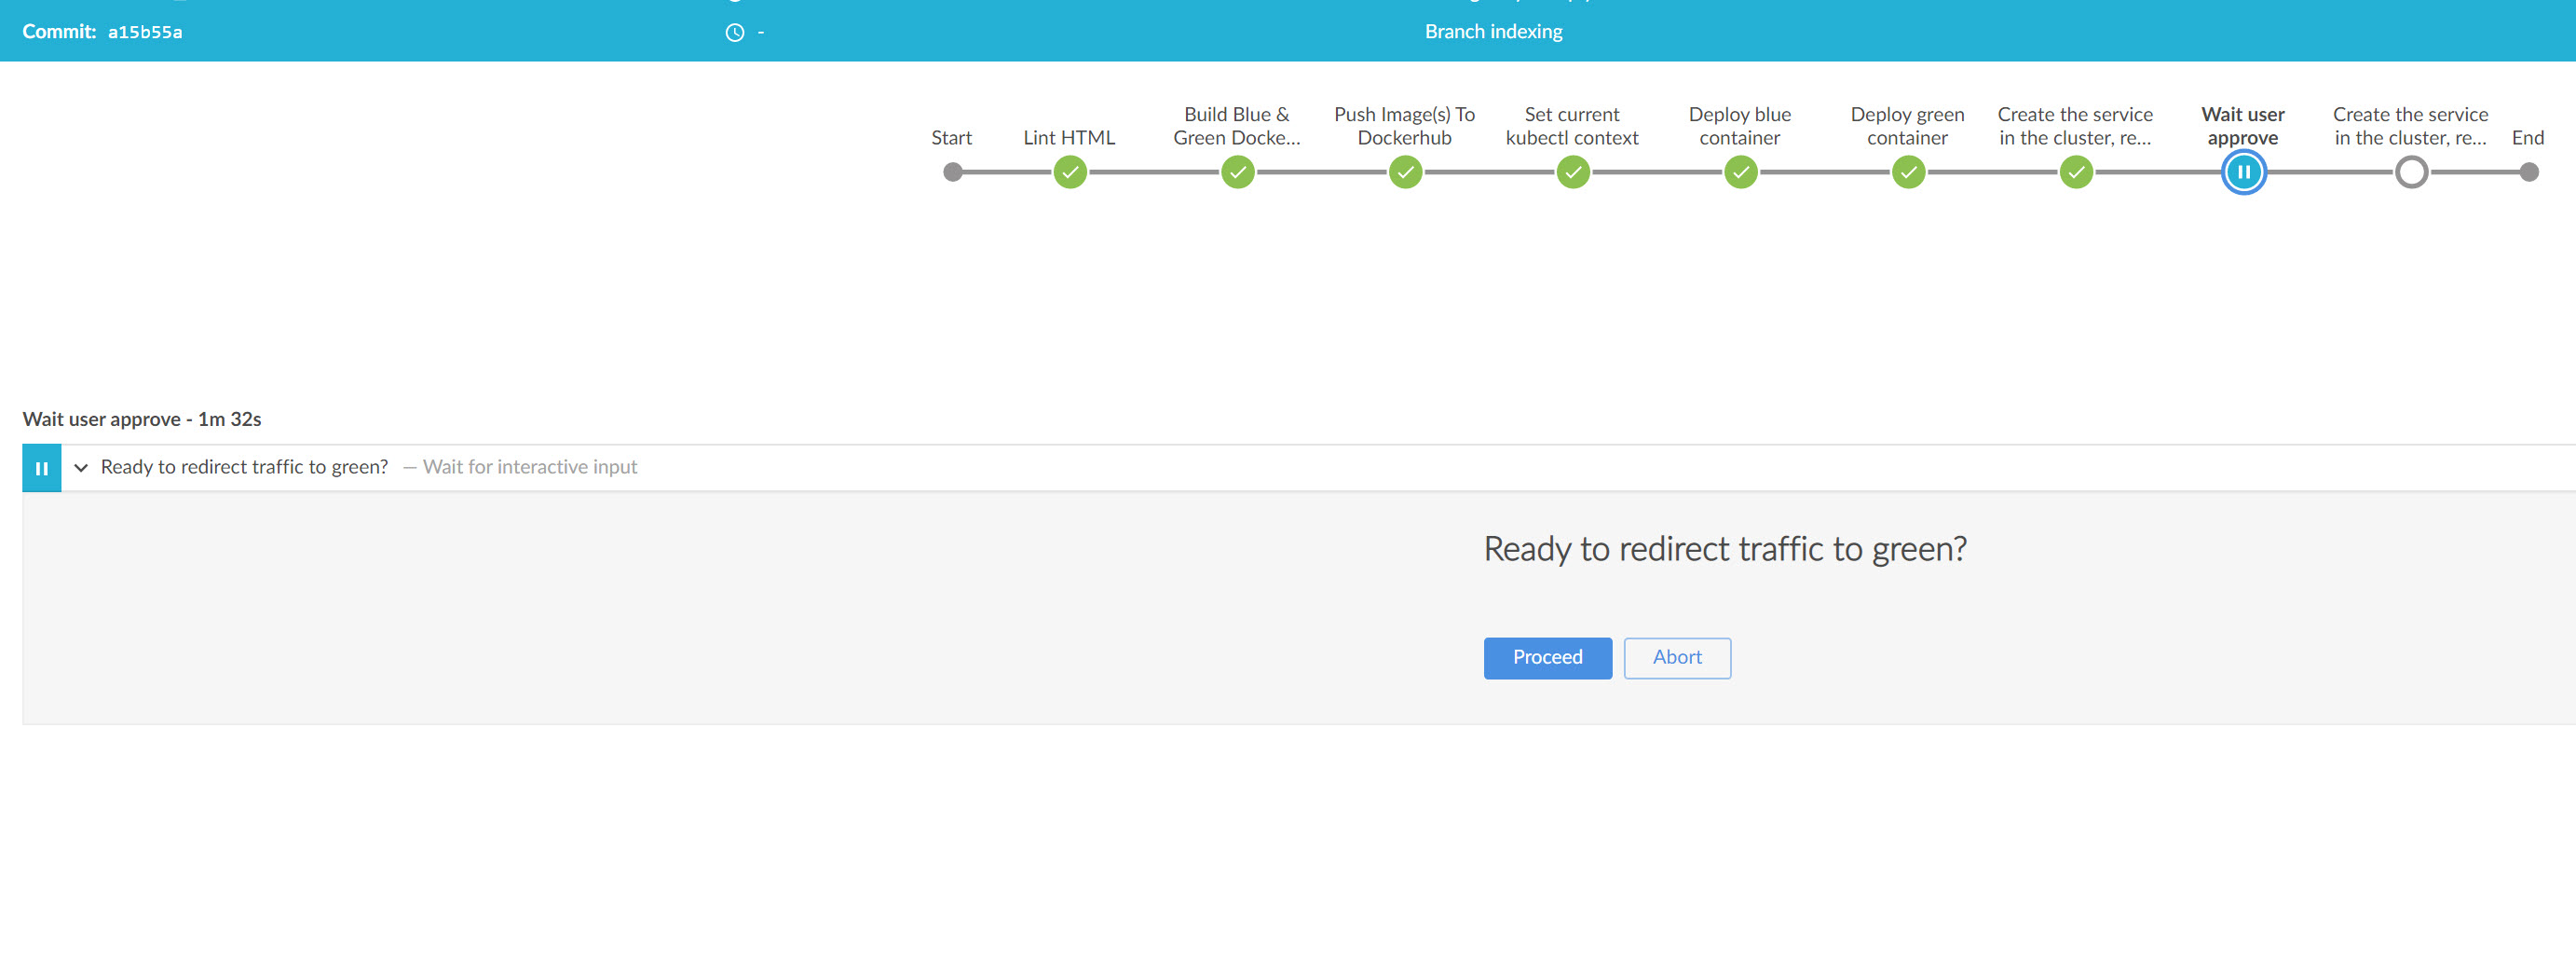 Commit: a15b55a
-
Branch indexing
Start
Lint HTML
Build Blue &
Green Docke...
Push Image(s) To
Dockerhub
Set current
kubectl context
Deploy blue
container
Deploy green
container
Create the service
in the cluster, re...
Wait user
approve
Create the service
in the cluster, re...
End
Wait user approve - 1m 32s
Ready to redirect traffic to green? — Wait for interactive input
Ready to redirect traffic to green?
Proceed
Abort